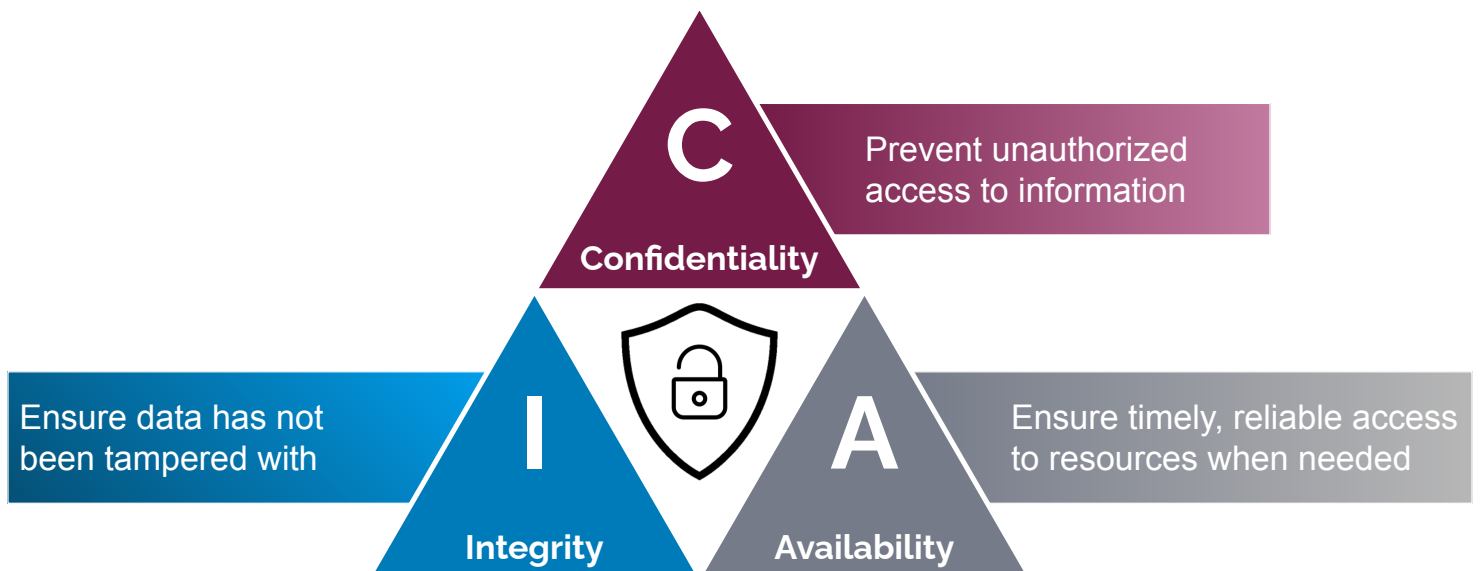 C
Confidentiality
Prevent unauthorized
access to information
Ensure data has not
been tampered with
I
Integrity
A
Availability
Ensure timely, reliable access
to resources when needed